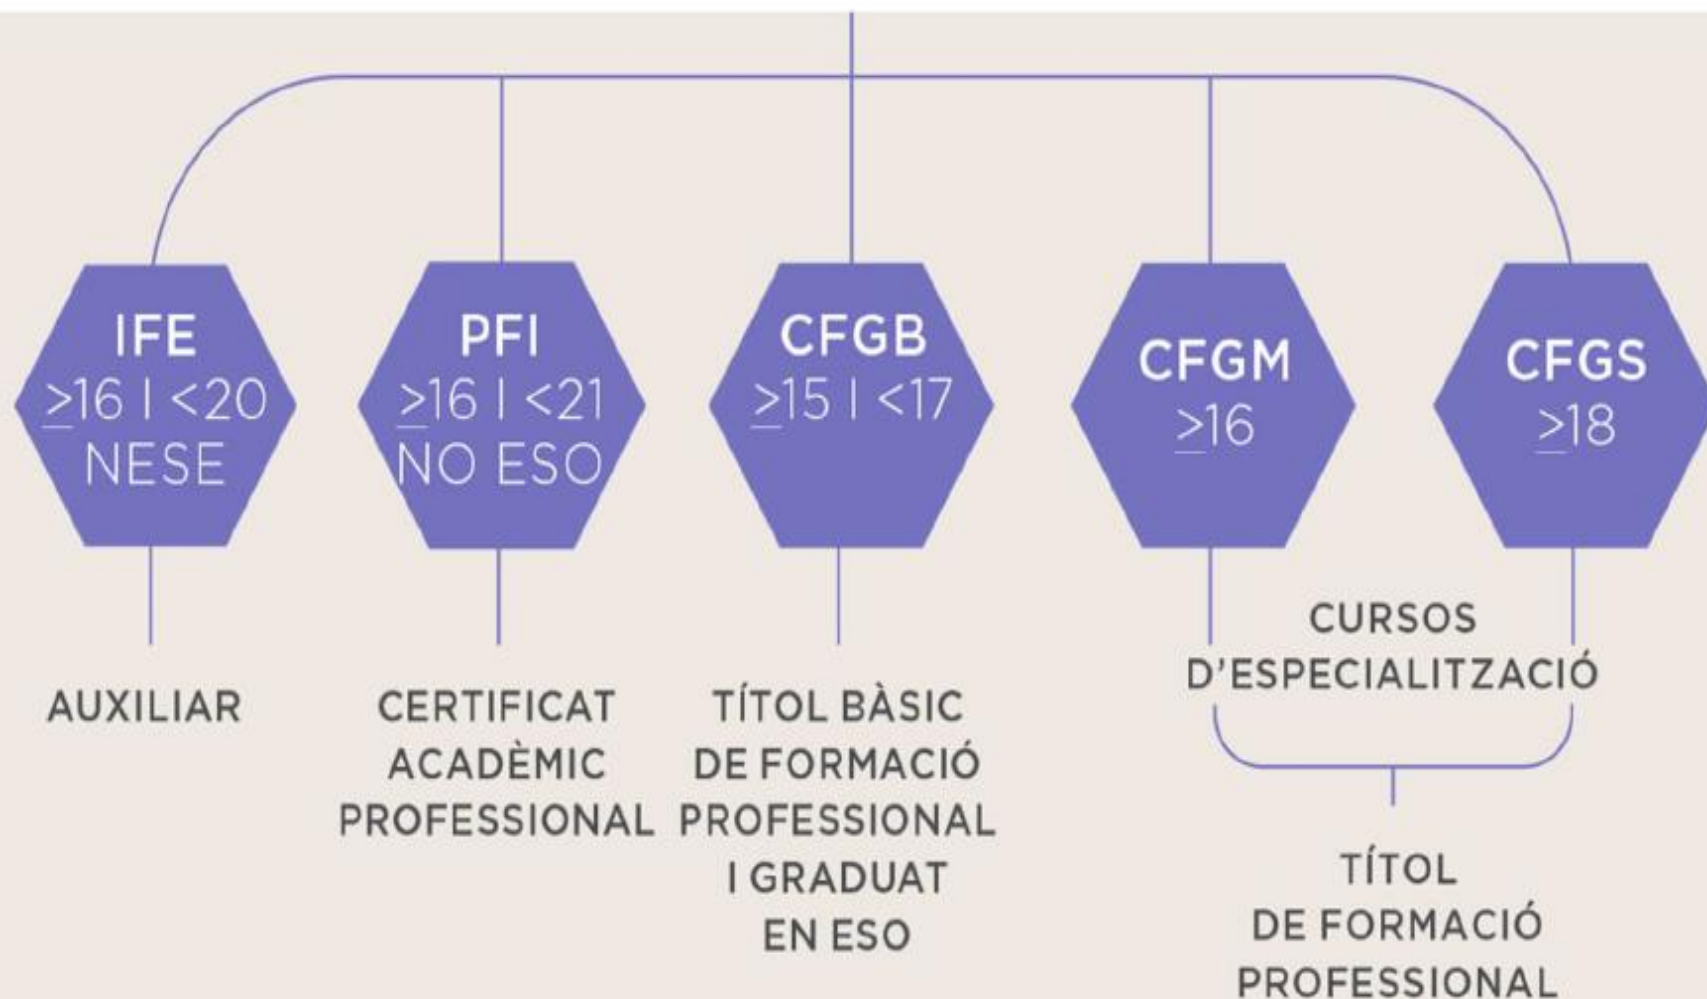 IFE
≥16 I <20
NESE
PFI
≥16 I <21
NO ESO
CFGB
≥15 I <17
CFGM
≥16
CFGS
≥18
AUXILIAR
CERTIFICAT
ACADÈMIC
PROFESSIONAL
TÍTOL BÀSIC
DE FORMACIÓ
PROFESSIONAL
I GRADUAT
EN ESO
CURSOS
D'ESPECIALITZACIÓ
TÍTOL
DE FORMACIÓ
PROFESSIONAL